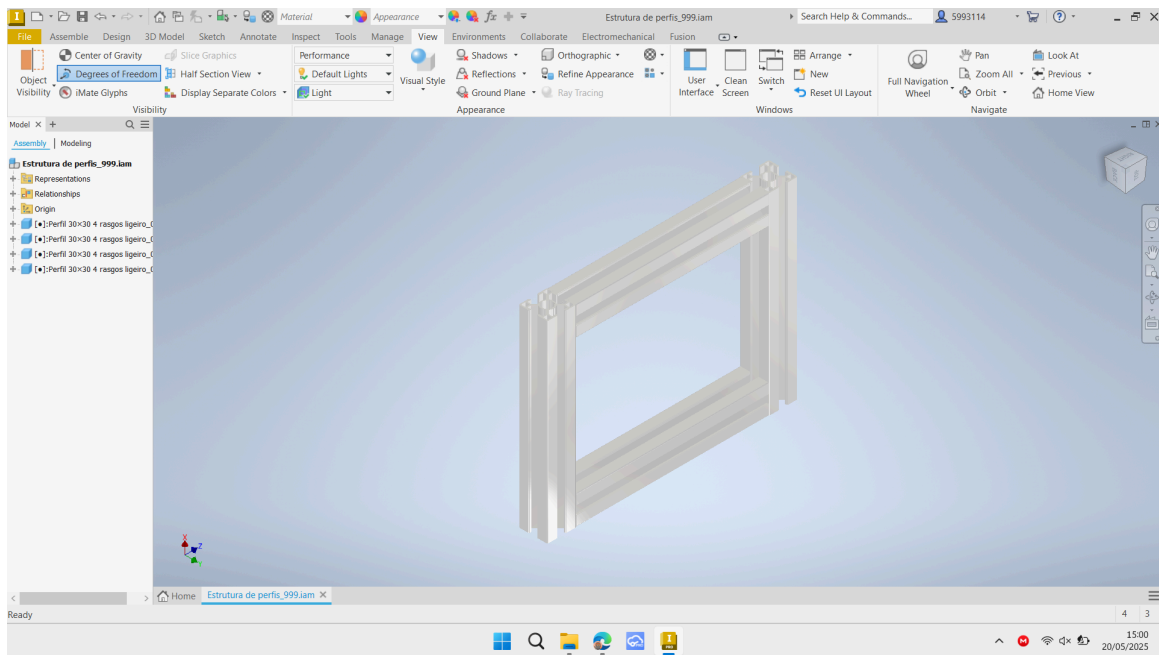 Material
Appearance
Estrutura de perfis_999.iam
Search Help & Commands...
5993114
File Assemble Design 3D Model Sketch Annotate Inspect Tools Manage View Environments Collaborate Electromechanical Fusion
Object Visibility
Center of Gravity
Degrees of Freedom
iMate Glyphs
Slice Graphics
Half Section View
Display Separate Colors
Visibility
Performance
Default Lights
Light
Visual Style
Shadows
Reflections
Ground Plane
Orthographic
Refine Appearance
Ray Tracing
Appearance
User Interface
Clean Screen
Switch
Arrange
New
Reset UI Layout
Windows
Full Navigation Wheel
Pan
Zoom All
Orbit
Look At
Previous
Home View
Navigate
Model
Assembly | Modeling
Estrutura de perfis_999.iam
Representations
Relationships
Origin
[●]:Perfil 30×30 4 rasgos ligeiro_
[●]:Perfil 30×30 4 rasgos ligeiro_
[●]:Perfil 30×30 4 rasgos ligeiro_
[●]:Perfil 30×30 4 rasgos ligeiro_
X
Z
Home
Estrutura de perfis_999.iam
Ready
4 3
15:00
20/05/2025